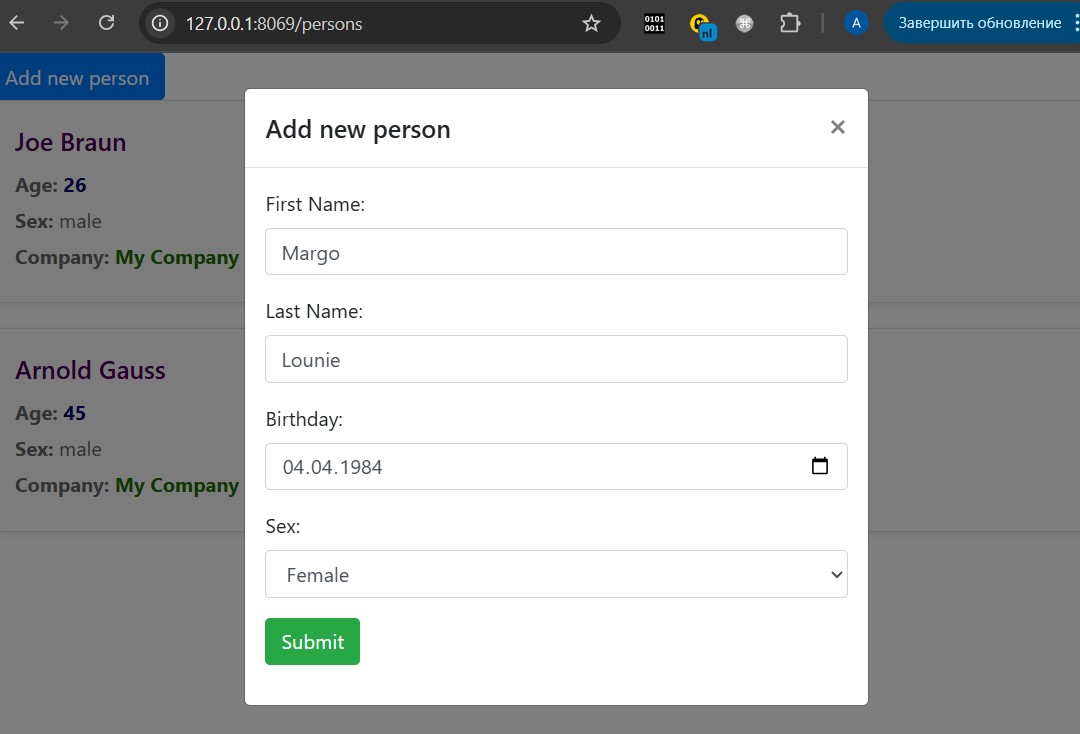 127.0.0.1:8069/persons
0101
0011
nl
A
Завершить обновление
Add new person
Joe Braun
Age: 26
Sex: male
Company: My Company
Arnold Gauss
Age: 45
Sex: male
Company: My Company
Add new person
×
First Name:
Margo
Last Name:
Lounie
Birthday:
04.04.1984
Sex:
Female
Submit